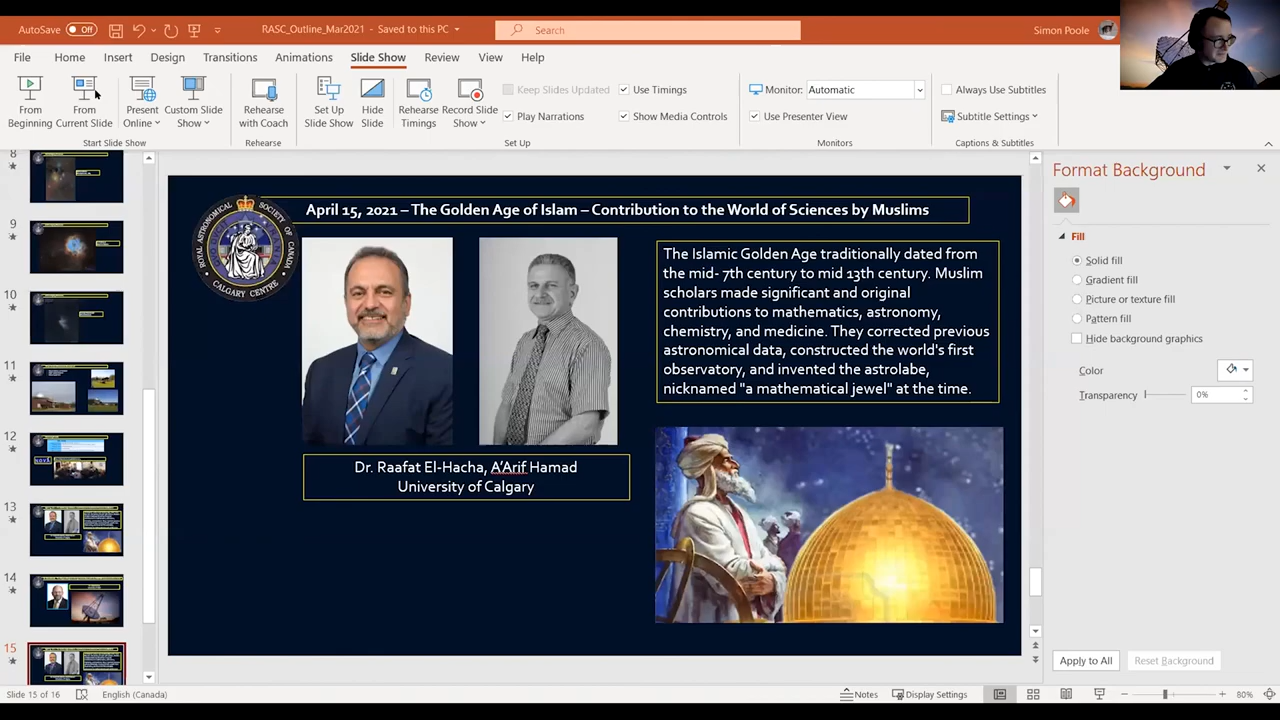 AutoSave Off
RASC_Outline_Mar2021 - Saved to this PC
Search
Simon Poole
File Home Insert Design Transitions Animations Slide Show Review View Help
From Beginning
From Current Slide
Present Online
Custom Slide Show
Start Slide Show
Rehearse with Coach
Rehearse
Set Up Slide Show
Hide Slide
Rehearse Timings
Record Slide Show
Keep Slides Updated
Play Narrations
Use Timings
Show Media Controls
Set Up
Monitor: Automatic
Use Presenter View
Monitors
Always Use Subtitles
Subtitle Settings
Captions & Subtitles
8
9
10
11
12
13
14
15
ROYAL ASTRONOMICAL SOCIETY OF CANADA
CALGARY CENTRE
April 15, 2021 – The Golden Age of Islam – Contribution to the World of Sciences by Muslims
The Islamic Golden Age traditionally dated from
the mid- 7th century to mid 13th century. Muslim
scholars made significant and original
contributions to mathematics, astronomy,
chemistry, and medicine. They corrected previous
astronomical data, constructed the world's first
observatory, and invented the astrolabe,
nicknamed "a mathematical jewel" at the time.
Dr. Raafat El-Hacha, A'Arif Hamad
University of Calgary
Format Background
Fill
Solid fill
Gradient fill
Picture or texture fill
Pattern fill
Hide background graphics
Color
Transparency 0%
Apply to All Reset Background
Slide 15 of 16 English (Canada) Notes Display Settings 80%